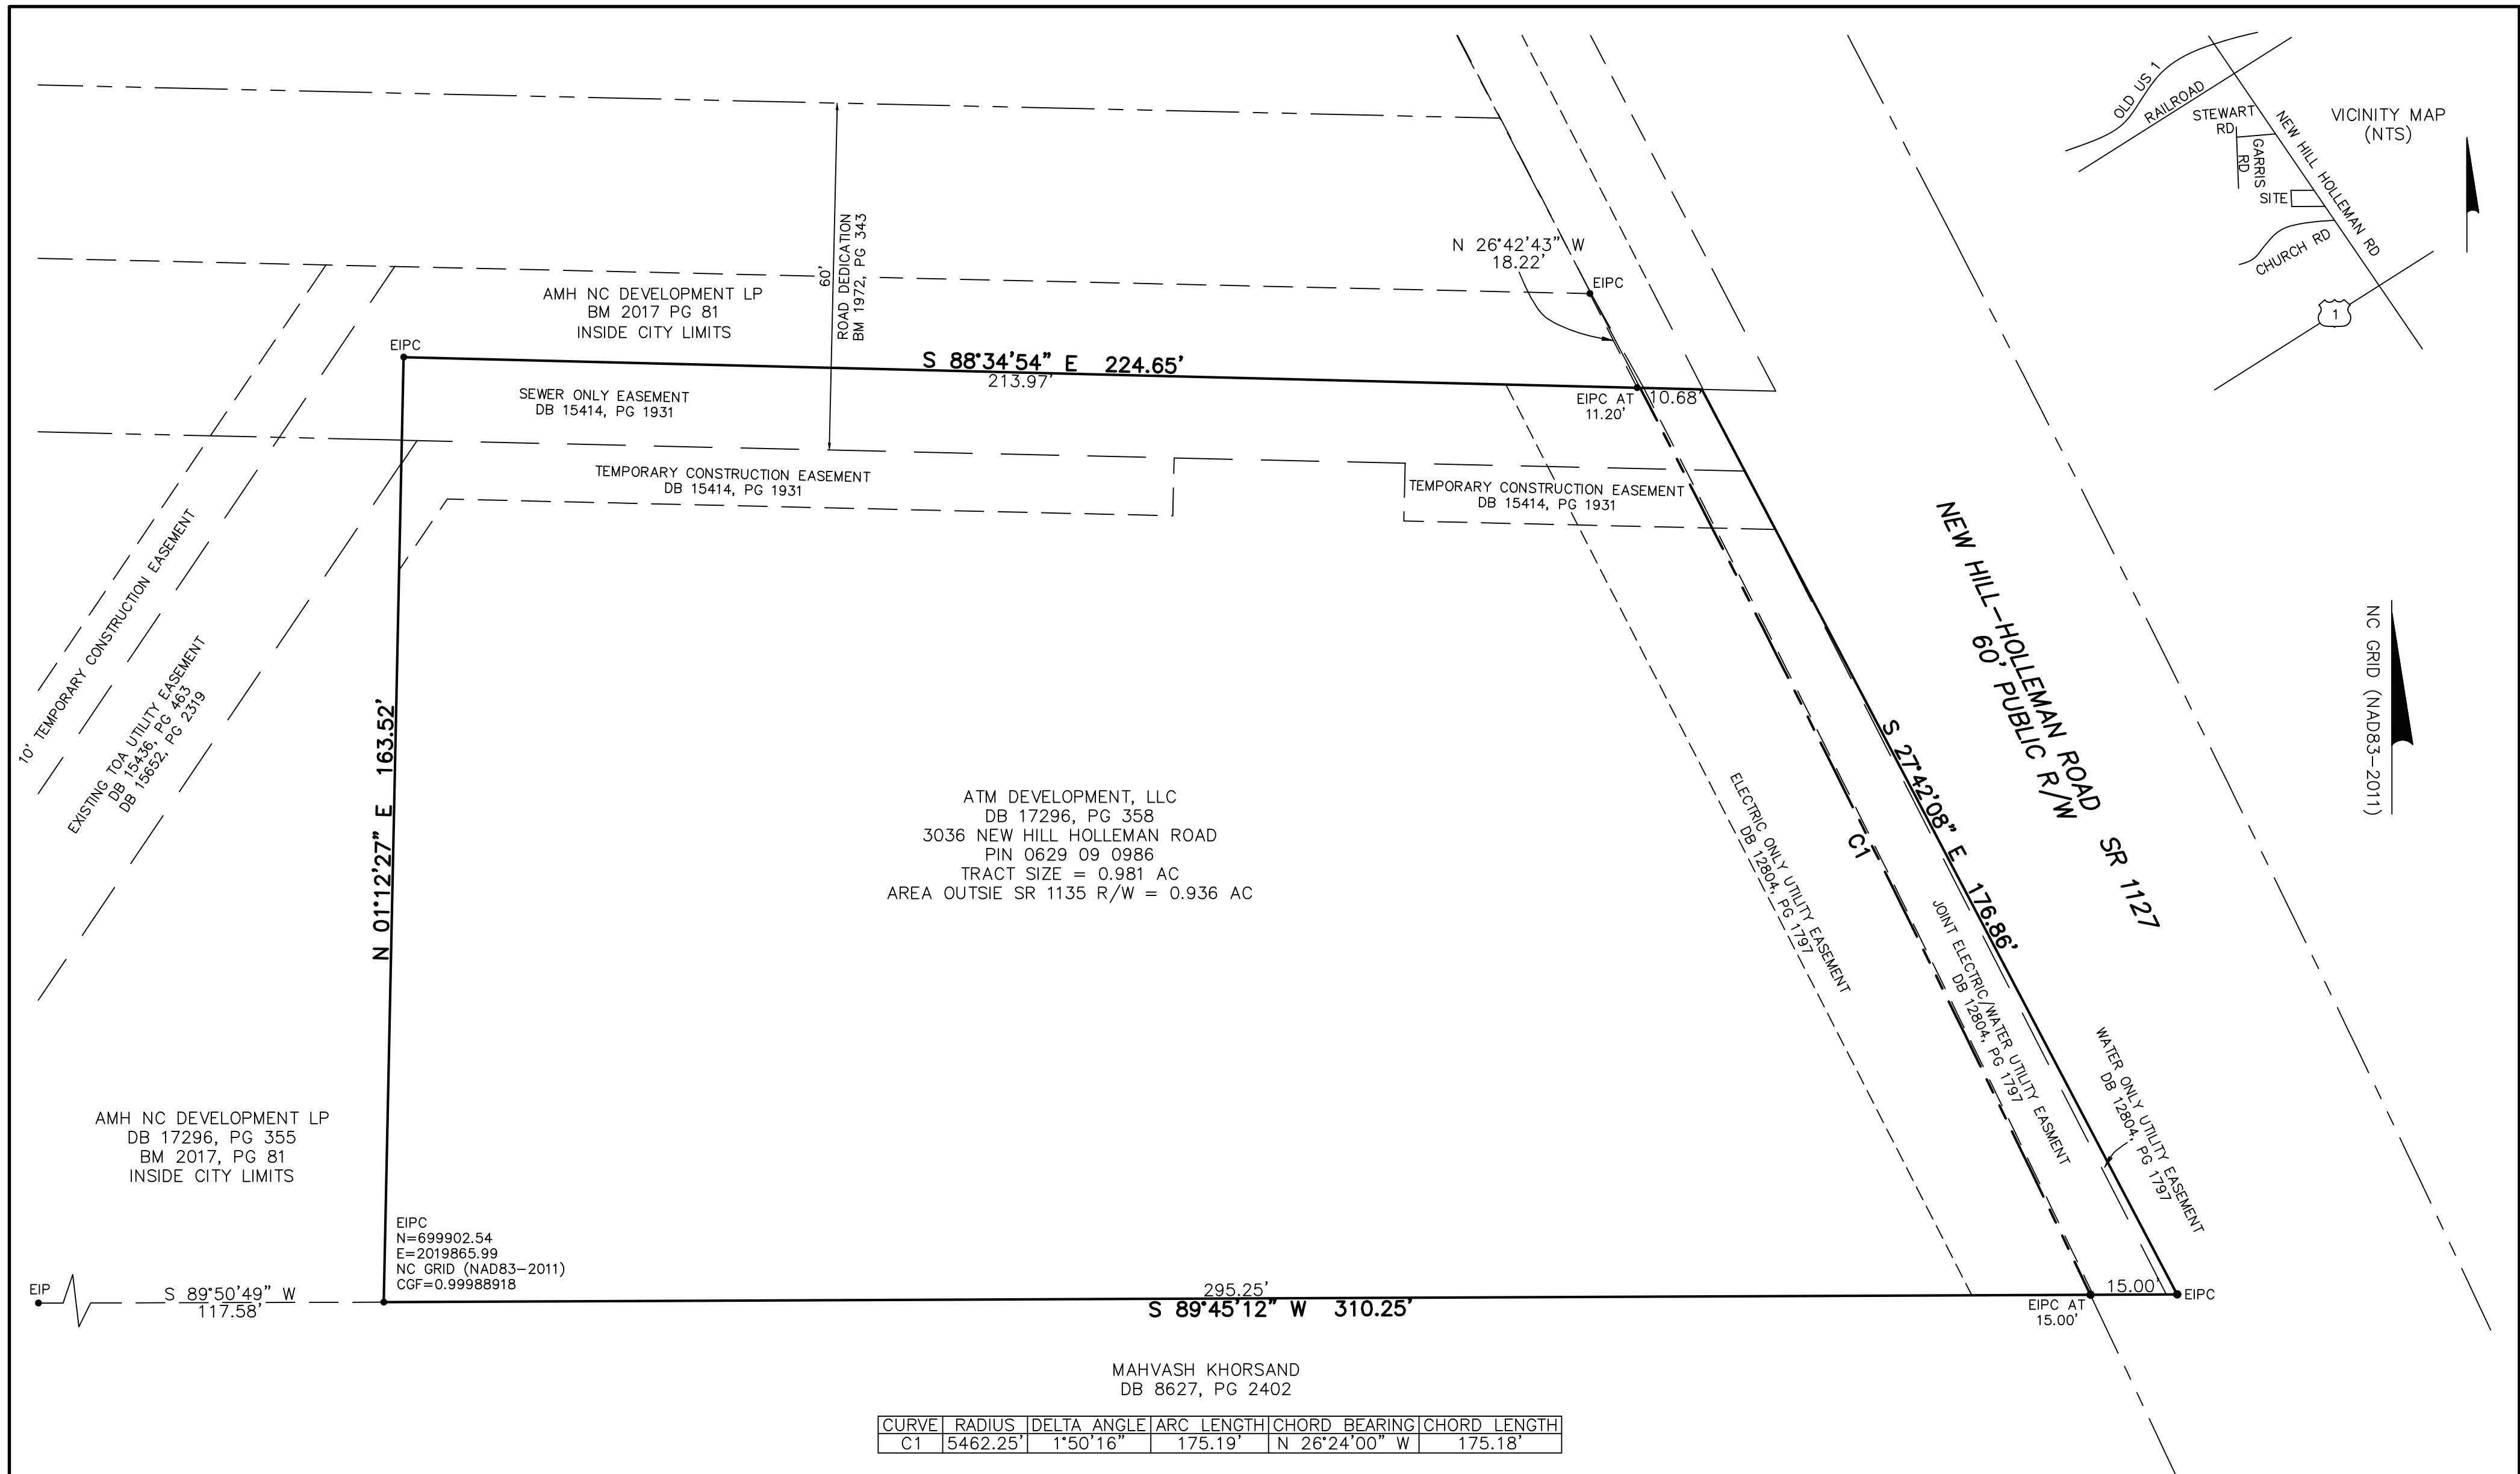 OLD US 1
RAILROAD
STEWART
RD
GARRIS
RD
NEW HILL HOLLEMAN RD
SITE
CHURCH RD
1
VICINITY MAP
(NTS)
60'
ROAD DEDICATION
BM 1972, PG 343
N 26°42'43" W
18.22'
EIPC
AMH NC DEVELOPMENT LP
BM 2017 PG 81
INSIDE CITY LIMITS
EIPC
S 88°34'54" E 224.65'
213.97'
EIPC AT
11.20'
10.68'
SEWER ONLY EASEMENT
DB 15414, PG 1931
TEMPORARY CONSTRUCTION EASEMENT
DB 15414, PG 1931
TEMPORARY CONSTRUCTION EASEMENT
DB 15414, PG 1931
10' TEMPORARY CONSTRUCTION EASEMENT
EXISTING TOA UTILITY EASEMENT
DB 15436, PG 463
DB 15652, PG 2319
N 01°12'27" E 163.52'
NEW HILL-HOLLEMAN ROAD SR 1127
60' PUBLIC R/W
NC GRID (NAD83-2011)
S 27°42'08" E 176.86'
C1
ATM DEVELOPMENT, LLC
DB 17296, PG 358
3036 NEW HILL HOLLEMAN ROAD
PIN 0629 09 0986
TRACT SIZE = 0.981 AC
AREA OUTSIE SR 1135 R/W = 0.936 AC
ELECTRIC ONLY UTILITY EASEMENT
DB 12804, PG 1797
JOINT ELECTRIC/WATER UTILITY EASMENT
DB 12804, PG 1797
WATER ONLY UTILITY EASEMENT
DB 12804, PG 1797
AMH NC DEVELOPMENT LP
DB 17296, PG 355
BM 2017, PG 81
INSIDE CITY LIMITS
EIPC
N=699902.54
E=2019865.99
NC GRID (NAD83-2011)
CGF=0.99988918
EIP
S 89°50'49" W
117.58'
295.25'
S 89°45'12" W 310.25'
15.00'
EIPC
EIPC AT
15.00'
MAHVASH KHORSAND
DB 8627, PG 2402
CURVE RADIUS DELTA ANGLE ARC LENGTH CHORD BEARING CHORD LENGTH
C1 5462.25' 1°50'16" 175.19' N 26°24'00" W 175.18'